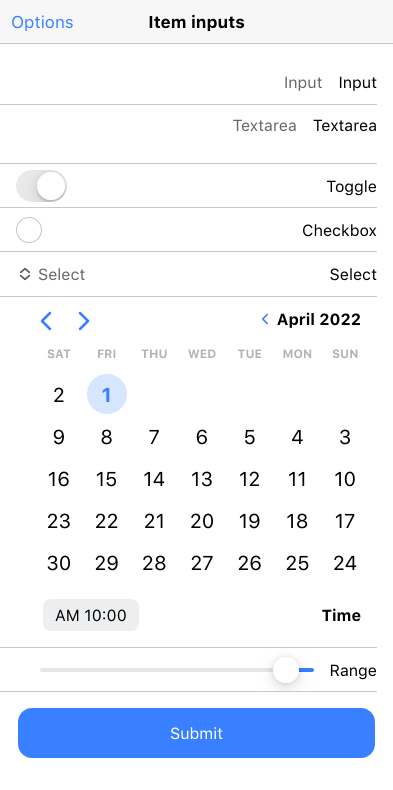 Options Item inputs
Input Input
Textarea Textarea
Toggle
Checkbox
Select Select
April 2022
SAT FRI THU WED TUE MON SUN
2 1
9 8 7 6 5 4 3
16 15 14 13 12 11 10
23 22 21 20 19 18 17
30 29 28 27 26 25 24
AM 10:00 Time
Range
Submit